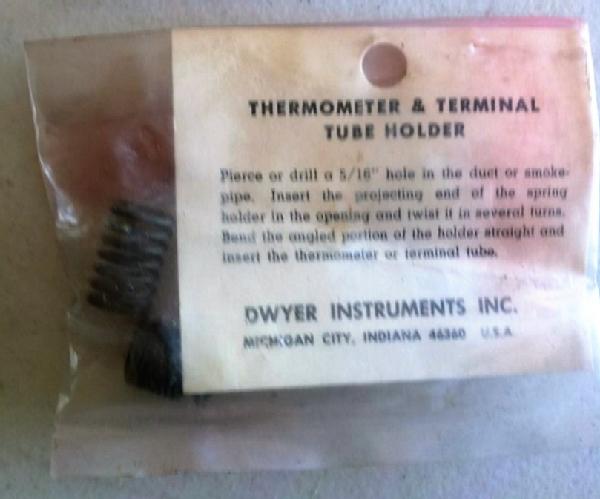 THERMOMETER & TERMINAL
TUBE HOLDER
Pierce or drill a 5/16" hole in the duct or smoke-
pipe. Insert the projecting end of the spring
holder in the opening and twist it in several turns.
Bend the angled portion of the holder straight and
insert the thermometer or terminal tube.
DWYER INSTRUMENTS INC.
MICHIGAN CITY, INDIANA 46360 U.S.A.